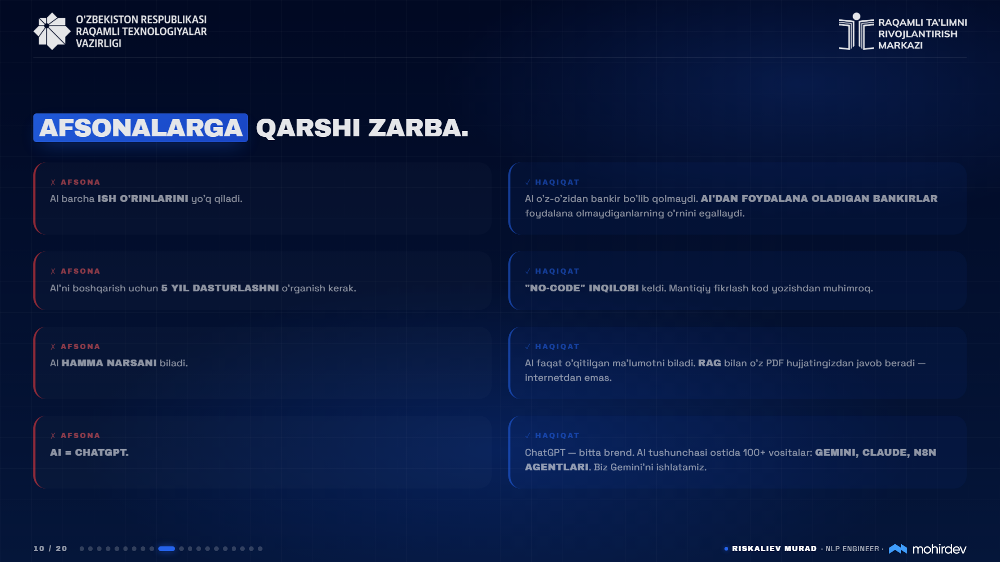 O'ZBEKISTON RESPUBLIKASI
RAQAMLI TEXNOLOGIYALAR
VAZIRLIGI
RAQAMLI TA'LIMNI
RIVOJLANTIRISH
MARKAZI
AFSONALARGA QARSHI ZARBA.
✗ AFSONA
AI barcha ISH O'RINLARINI yo'q qiladi.
✓ HAQIQAT
AI o'z-o'zidan bankir bo'lib qolmaydi. AI'DAN FOYDALANA OLADIGAN BANKIRLAR
foydalana olmaydiganlarning o'rnini egallaydi.
✗ AFSONA
AI'ni boshqarish uchun 5 YIL DASTURLASHNI o'rganish kerak.
✓ HAQIQAT
"NO-CODE" INQILOBI keldi. Mantiqiy fikrlash kod yozishdan muhimroq.
✗ AFSONA
AI HAMMA NARSANI biladi.
✓ HAQIQAT
AI faqat o'qitilgan ma'lumotni biladi. RAG bilan o'z PDF hujjatingizdan javob beradi —
internetdan emas.
✗ AFSONA
AI = CHATGPT.
✓ HAQIQAT
ChatGPT — bitta brend. AI tushunchasi ostida 100+ vositalar: GEMINI, CLAUDE, N8N
AGENTLARI. Biz Gemini'ni ishlatamiz.
10 / 20
RISKALIEV MURAD · NLP ENGINEER · mohirdev